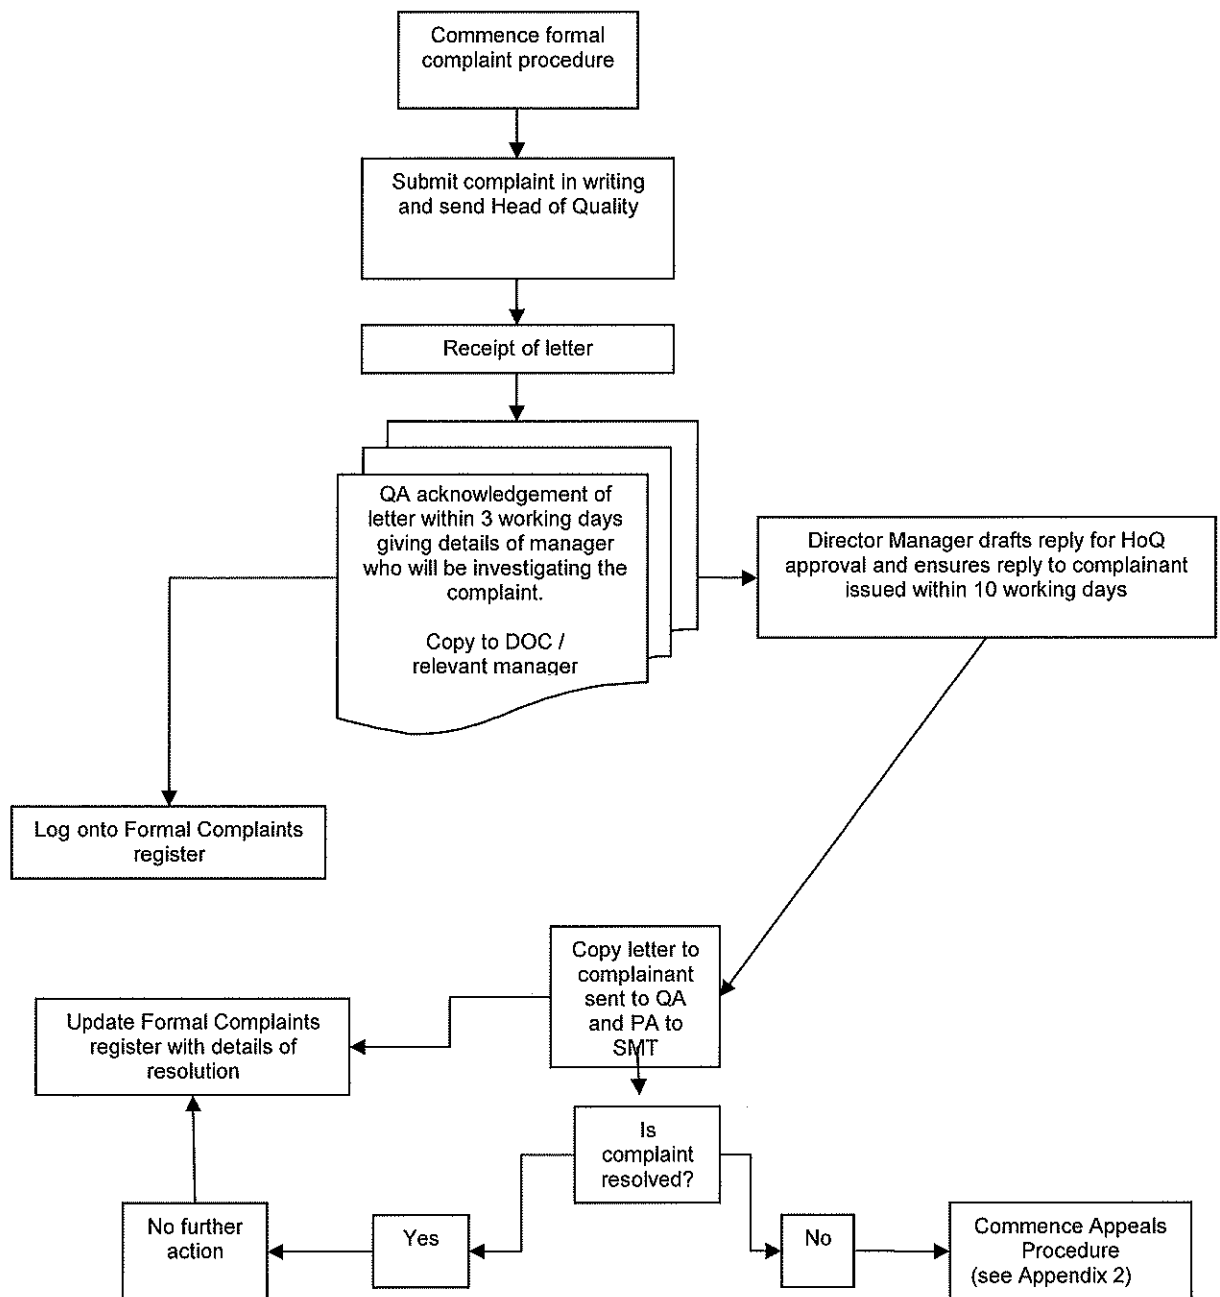 Commence formal
complaint procedure
Submit complaint in writing
and send Head of Quality
Receipt of letter
QA acknowledgement of
letter within 3 working days
giving details of manager
who will be investigating the
complaint.
Copy to DOC /
relevant manager
Director Manager drafts reply for HoQ
approval and ensures reply to complainant
issued within 10 working days
Log onto Formal Complaints
register
Copy letter to
complainant
sent to QA
and PA to
SMT
Update Formal Complaints
register with details of
resolution
Is
complaint
resolved?
No further
action
Yes
No
Commence Appeals
Procedure
(see Appendix 2)